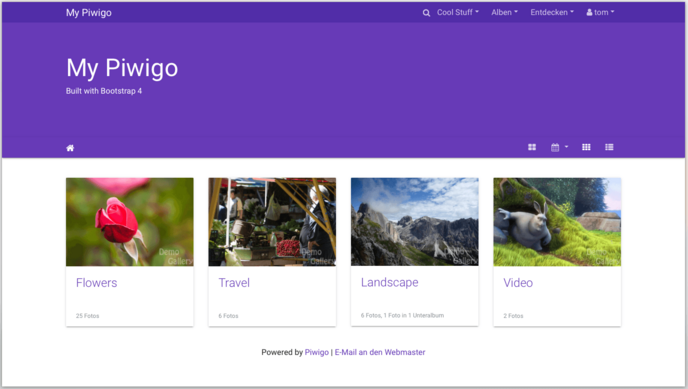 My Piwigo
Cool Stuff Alben Entdecken tom
My Piwigo
Built with Bootstrap 4
Demo
Gallery
Demo
Gallery
Demo
Gallery
Demo
Flowers
Travel
Landscape
Video
25 Fotos
6 Fotos
6 Fotos, 1 Foto in 1 Unteralbum
2 Fotos
Powered by Piwigo | E-Mail an den Webmaster